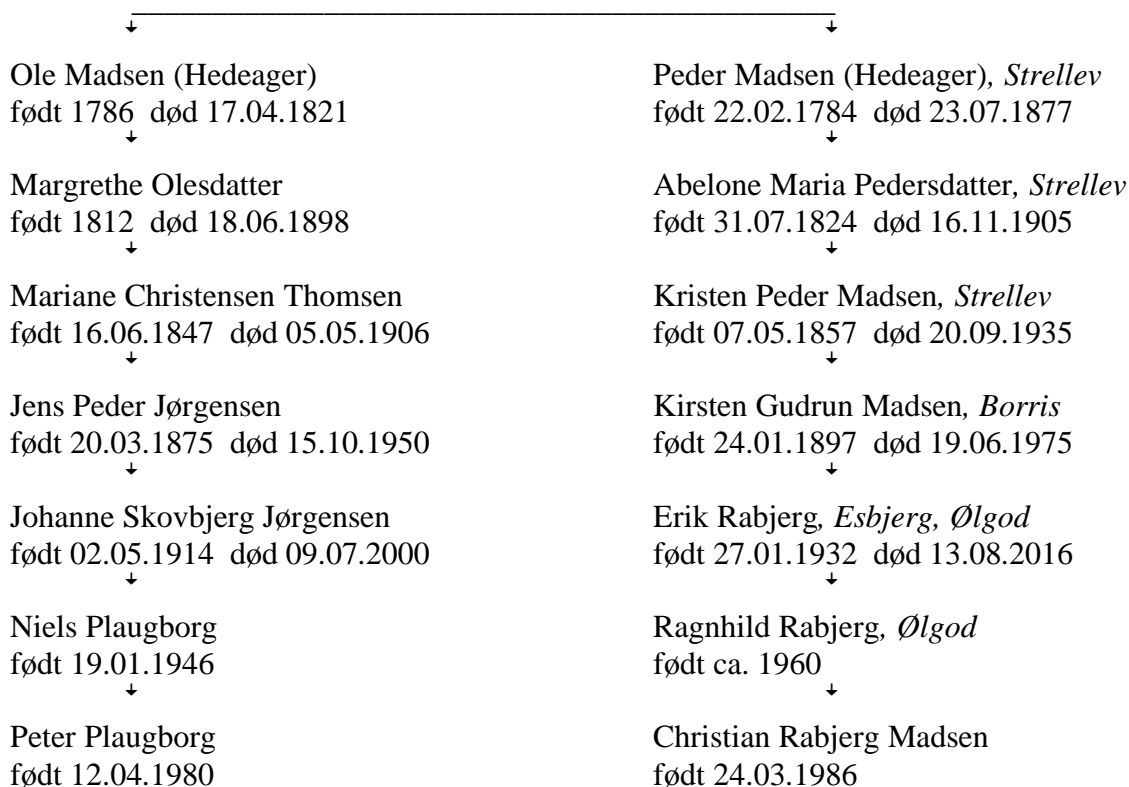 Ole Madsen (Hedeager)
født 1786 død 17.04.1821
Margrethe Olesdatter
født 1812 død 18.06.1898
Mariane Christensen Thomsen
født 16.06.1847 død 05.05.1906
Jens Peder Jørgensen
født 20.03.1875 død 15.10.1950
Johanne Skovbjerg Jørgensen
født 02.05.1914 død 09.07.2000
Niels Plaugborg
født 19.01.1946
Peter Plaugborg
født 12.04.1980
Peder Madsen (Hedeager), Strellev
født 22.02.1784 død 23.07.1877
Abelone Maria Pedersdatter, Strellev
født 31.07.1824 død 16.11.1905
Kristen Peder Madsen, Strellev
født 07.05.1857 død 20.09.1935
Kirsten Gudrun Madsen, Borris
født 24.01.1897 død 19.06.1975
Erik Rabjerg, Esbjerg, Ølgod
født 27.01.1932 død 13.08.2016
Ragnhild Rabjerg, Ølgod
født ca. 1960
Christian Rabjerg Madsen
født 24.03.1986